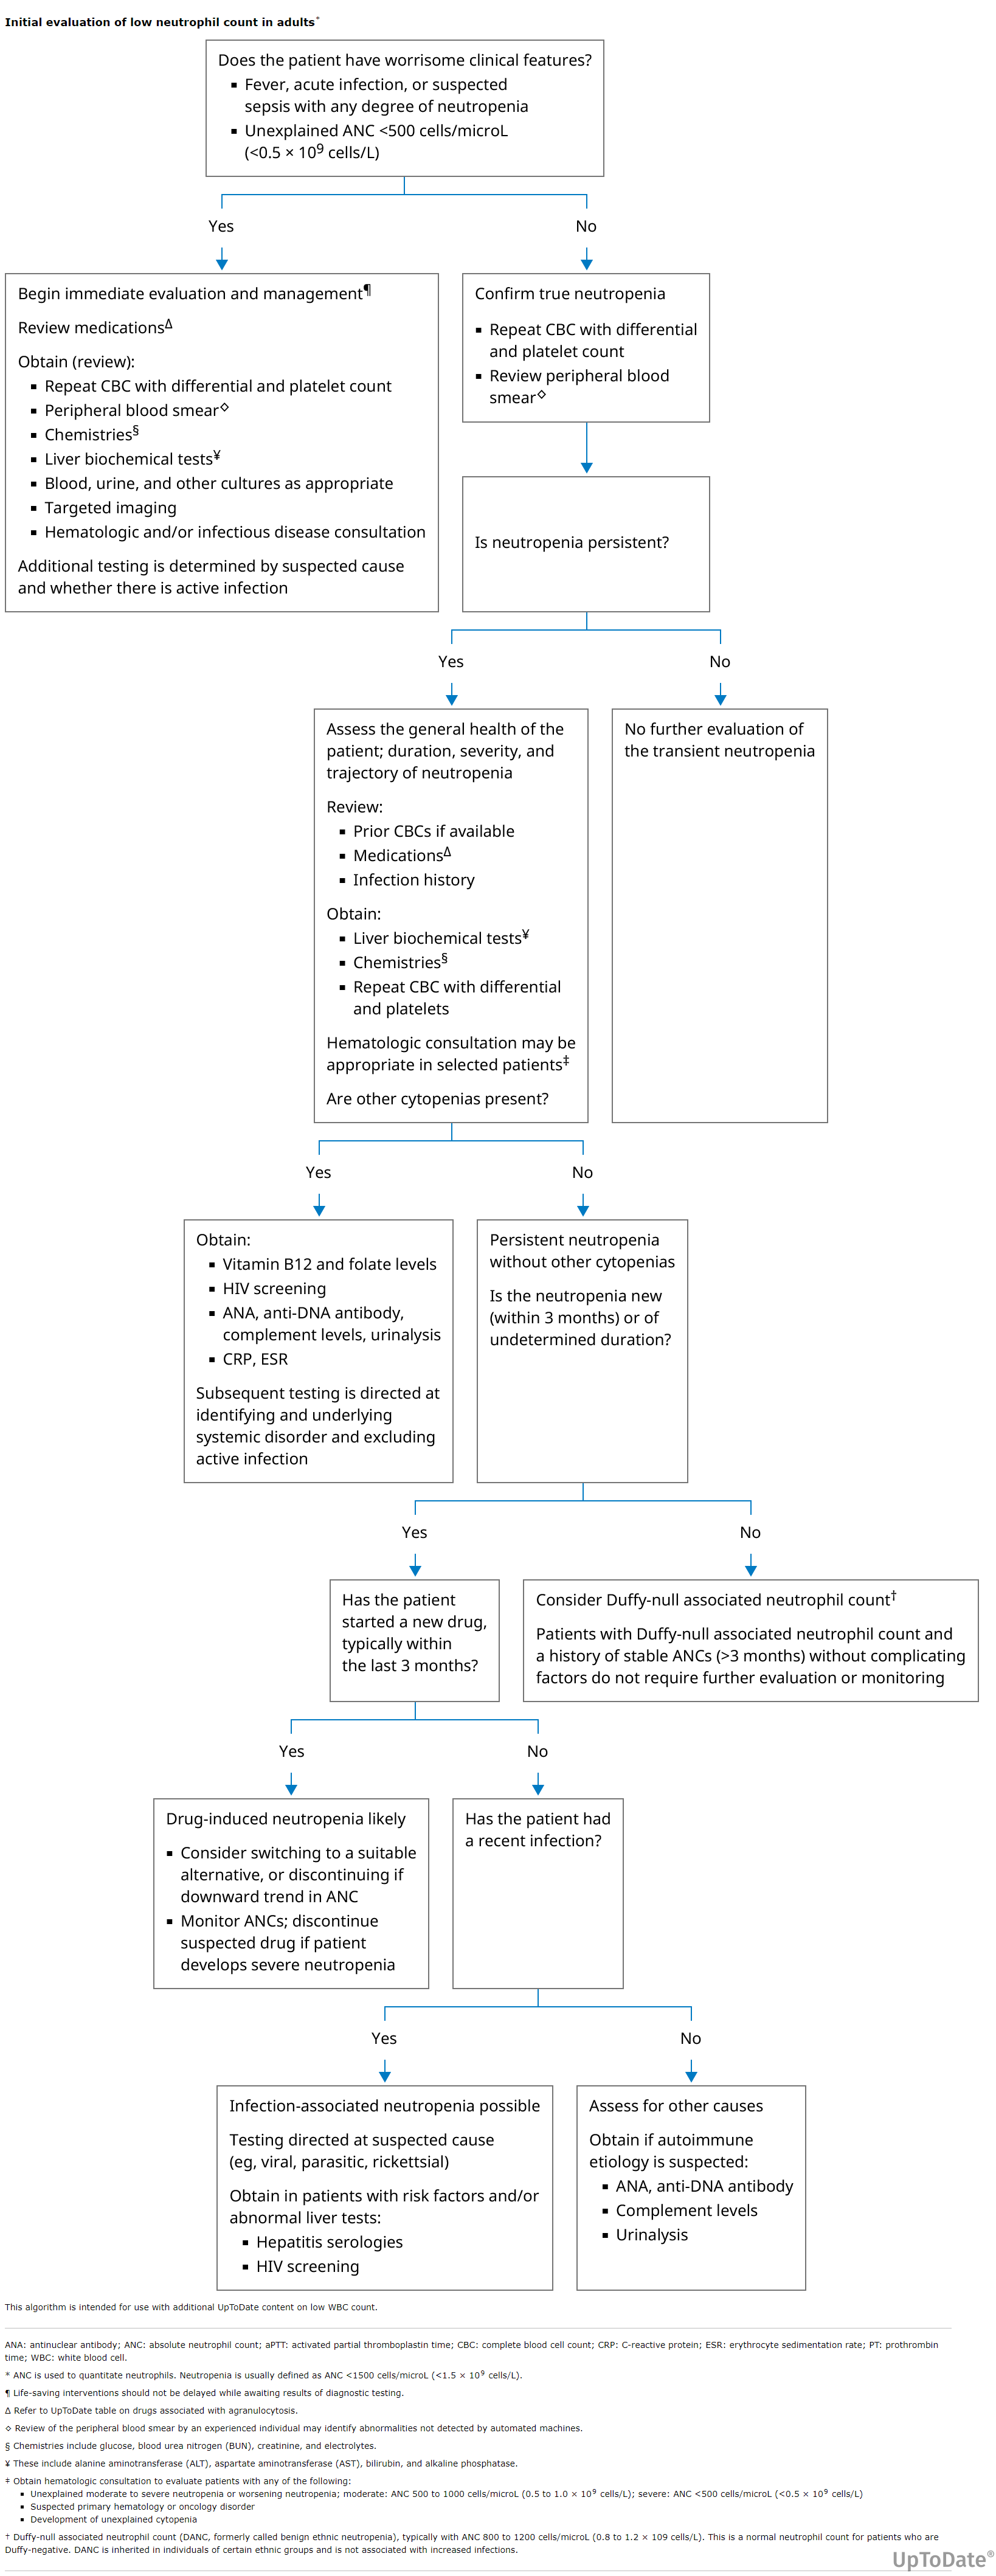 Initial evaluation of low neutrophil count in adults*
Does the patient have worrisome clinical features?
▪ Fever, acute infection, or suspected
sepsis with any degree of neutropenia
▪ Unexplained ANC <500 cells/microL
(<0.5 × 10⁹ cells/L)
Yes
No
Begin immediate evaluation and management¶
Review medicationsΔ
Obtain (review):
▪ Repeat CBC with differential and platelet count
▪ Peripheral blood smear◇
▪ Chemistries§
▪ Liver biochemical tests¥
▪ Blood, urine, and other cultures as appropriate
▪ Targeted imaging
▪ Hematologic and/or infectious disease consultation
Additional testing is determined by suspected cause
and whether there is active infection
Confirm true neutropenia
▪ Repeat CBC with differential
and platelet count
▪ Review peripheral blood
smear◇
Is neutropenia persistent?
Yes
No
Assess the general health of the
patient; duration, severity, and
trajectory of neutropenia
Review:
▪ Prior CBCs if available
▪ MedicationsΔ
▪ Infection history
Obtain:
▪ Liver biochemical tests¥
▪ Chemistries§
▪ Repeat CBC with differential
and platelets
Hematologic consultation may be
appropriate in selected patients‡
Are other cytopenias present?
No further evaluation of
the transient neutropenia
Yes
No
Obtain:
▪ Vitamin B12 and folate levels
▪ HIV screening
▪ ANA, anti-DNA antibody,
complement levels, urinalysis
▪ CRP, ESR
Subsequent testing is directed at
identifying and underlying
systemic disorder and excluding
active infection
Persistent neutropenia
without other cytopenias
Is the neutropenia new
(within 3 months) or of
undetermined duration?
Yes
No
Has the patient
started a new drug,
typically within
the last 3 months?
Consider Duffy-null associated neutrophil count†
Patients with Duffy-null associated neutrophil count and
a history of stable ANCs (>3 months) without complicating
factors do not require further evaluation or monitoring
Yes
No
Drug-induced neutropenia likely
▪ Consider switching to a suitable
alternative, or discontinuing if
downward trend in ANC
▪ Monitor ANCs; discontinue
suspected drug if patient
develops severe neutropenia
Has the patient had
a recent infection?
Yes
No
Infection-associated neutropenia possible
Testing directed at suspected cause
(eg, viral, parasitic, rickettsial)
Obtain in patients with risk factors and/or
abnormal liver tests:
▪ Hepatitis serologies
▪ HIV screening
Assess for other causes
Obtain if autoimmune
etiology is suspected:
▪ ANA, anti-DNA antibody
▪ Complement levels
▪ Urinalysis
This algorithm is intended for use with additional UpToDate content on low WBC count.
ANA: antinuclear antibody; ANC: absolute neutrophil count; aPTT: activated partial thromboplastin time; CBC: complete blood cell count; CRP: C-reactive protein; ESR: erythrocyte sedimentation rate; PT: prothrombin
time; WBC: white blood cell.
* ANC is used to quantitate neutrophils. Neutropenia is usually defined as ANC <1500 cells/microL (<1.5 × 10⁹ cells/L).
¶ Life-saving interventions should not be delayed while awaiting results of diagnostic testing.
Δ Refer to UpToDate table on drugs associated with agranulocytosis.
◇ Review of the peripheral blood smear by an experienced individual may identify abnormalities not detected by automated machines.
§ Chemistries include glucose, blood urea nitrogen (BUN), creatinine, and electrolytes.
¥ These include alanine aminotransferase (ALT), aspartate aminotransferase (AST), bilirubin, and alkaline phosphatase.
‡ Obtain hematologic consultation to evaluate patients with any of the following:
▪ Unexplained moderate to severe neutropenia or worsening neutropenia; moderate: ANC 500 to 1000 cells/microL (0.5 to 1.0 × 10⁹ cells/L); severe: ANC <500 cells/microL (<0.5 × 10⁹ cells/L)
▪ Suspected primary hematology or oncology disorder
▪ Development of unexplained cytopenia
† Duffy-null associated neutrophil count (DANC, formerly called benign ethnic neutropenia), typically with ANC 800 to 1200 cells/microL (0.8 to 1.2 × 109 cells/L). This is a normal neutrophil count for patients who are
Duffy-negative. DANC is inherited in individuals of certain ethnic groups and is not associated with increased infections.
UpToDate®